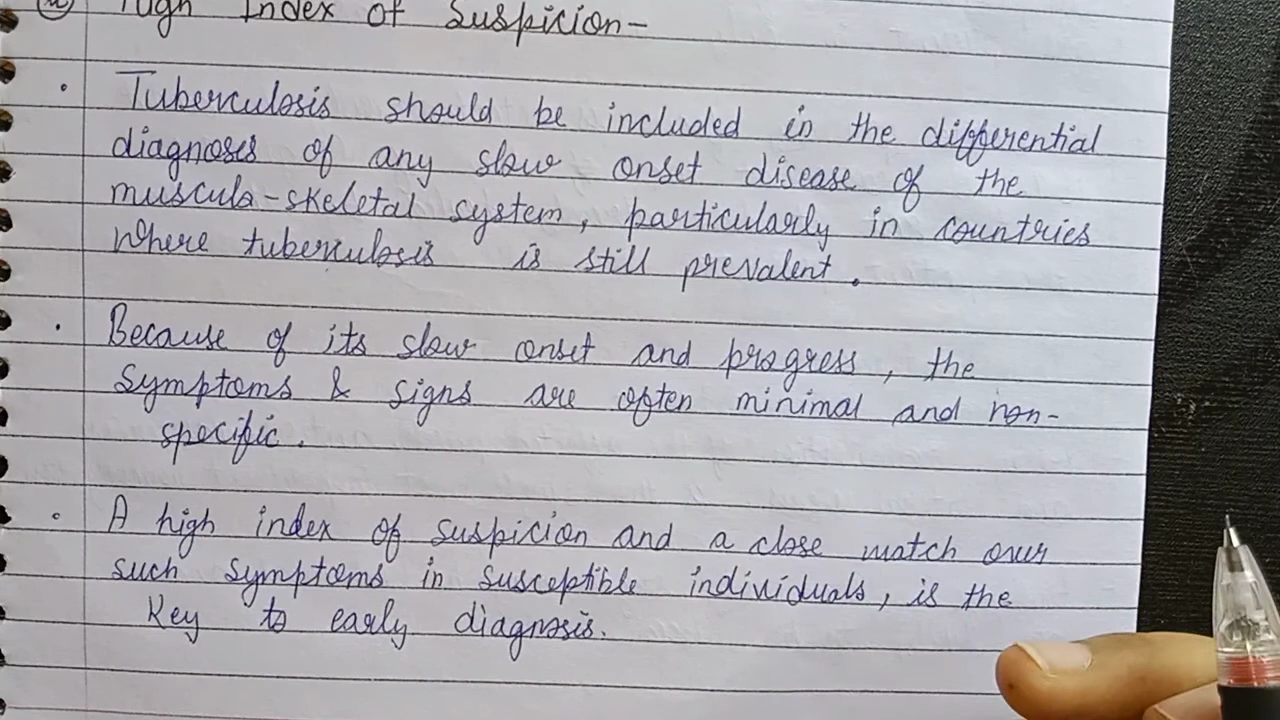 High Index of Suspicion-
• Tuberculosis should be included in the differential
diagnoses of any slow onset disease of the
musculo-skeletal system, particularly in countries
where tuberculosis is still prevalent.
• Because of its slow onset and progress, the
symptoms & signs are often minimal and non-
specific.
• A high index of suspicion and a close watch over
such symptoms in susceptible individuals, is the
key to early diagnosis.